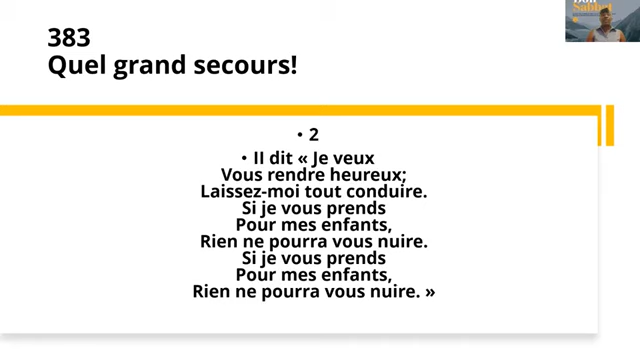 383
Quel grand secours!
Bon
Sabbat
• 2
• Il dit « Je veux
Vous rendre heureux;
Laissez-moi tout conduire.
Si je vous prends
Pour mes enfants,
Rien ne pourra vous nuire.
Si je vous prends
Pour mes enfants,
Rien ne pourra vous nuire. »